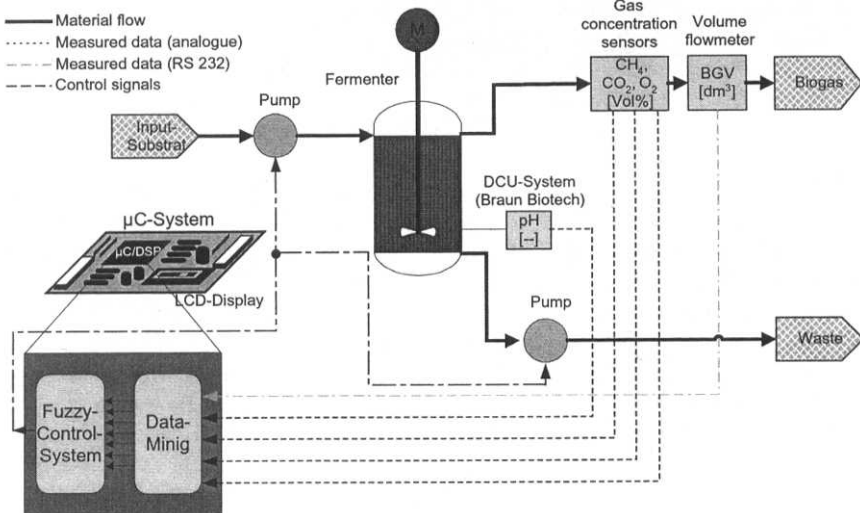 Material flow
Measured data (analogue)
Measured data (RS 232)
Control signals
M
Gas
concentration
sensors
Volume
flowmeter
CH₄,
CO₂, O₂
[Vol%]
BGV
[dm³]
Biogas
Fermenter
Pump
Input-
Substrat
DCU-System
(Braun Biotech)
pH
[--]
µC-System
µC/DSP
LCD-Display
Pump
Waste
Fuzzy-
Control-
System
Data-
Minig